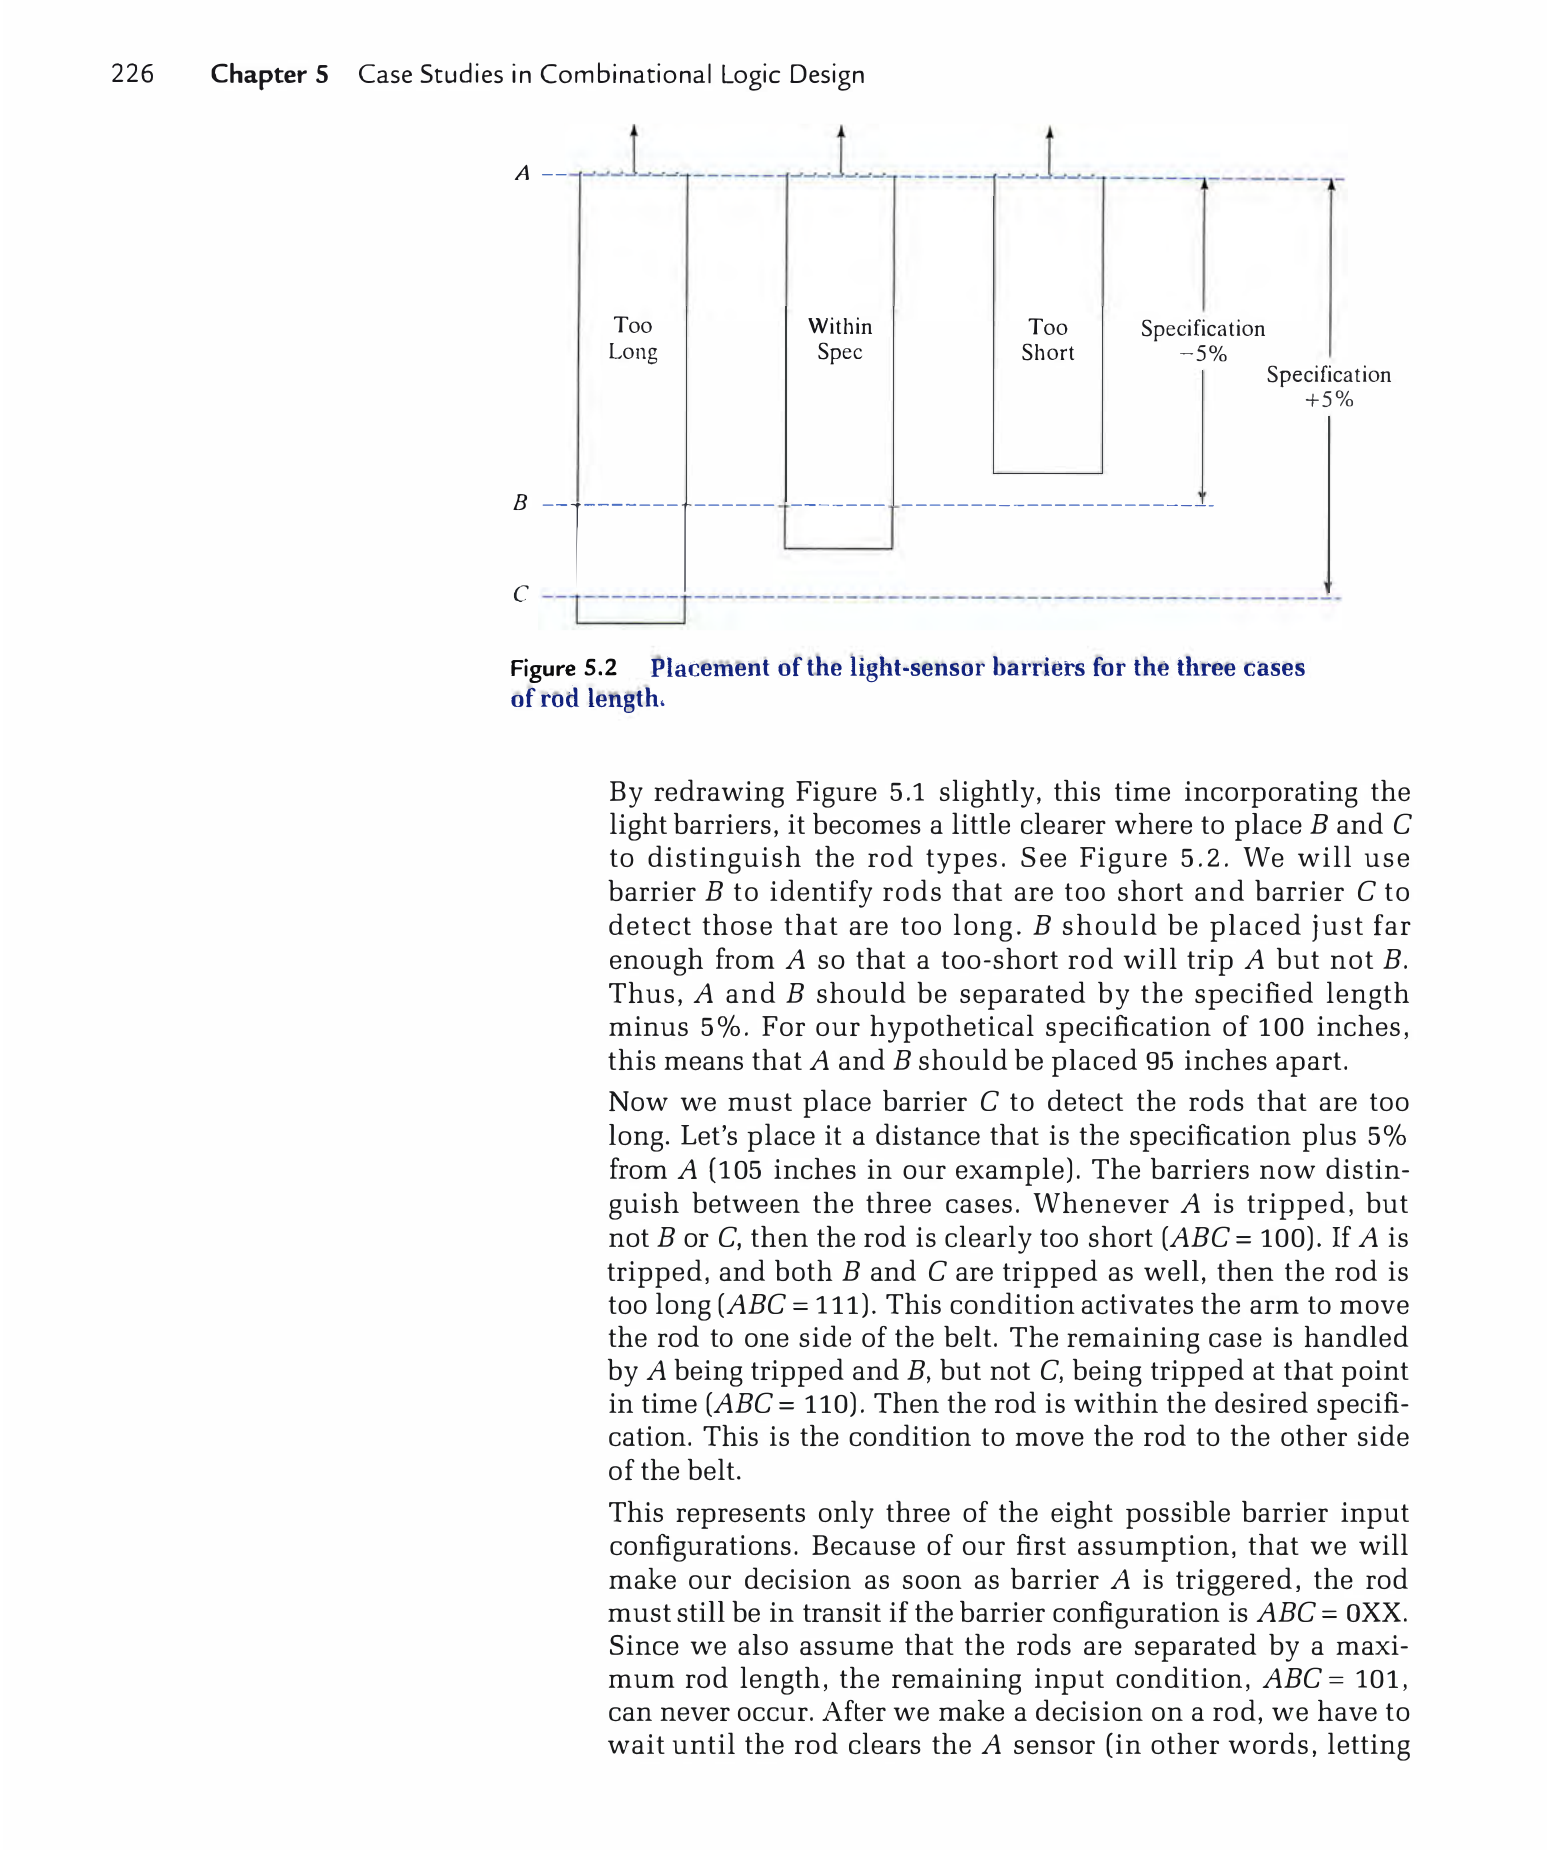 226 Chapter 5 Case Studies in Combinational Logic Design
A
Too
Long
Within
Spec
Too
Short
Specification
−5%
Specification
+5%
B
C
Figure 5.2 Placement of the light-sensor barriers for the three cases
of rod length.
By redrawing Figure 5.1 slightly, this time incorporating the
light barriers, it becomes a little clearer where to place B and C
to distinguish the rod types. See Figure 5.2. We will use
barrier B to identify rods that are too short and barrier C to
detect those that are too long. B should be placed just far
enough from A so that a too-short rod will trip A but not B.
Thus, A and B should be separated by the specified length
minus 5%. For our hypothetical specification of 100 inches,
this means that A and B should be placed 95 inches apart.
Now we must place barrier C to detect the rods that are too
long. Let's place it a distance that is the specification plus 5%
from A (105 inches in our example). The barriers now distin-
guish between the three cases. Whenever A is tripped, but
not B or C, then the rod is clearly too short (ABC = 100). If A is
tripped, and both B and C are tripped as well, then the rod is
too long (ABC = 111). This condition activates the arm to move
the rod to one side of the belt. The remaining case is handled
by A being tripped and B, but not C, being tripped at that point
in time (ABC = 110). Then the rod is within the desired specifi-
cation. This is the condition to move the rod to the other side
of the belt.
This represents only three of the eight possible barrier input
configurations. Because of our first assumption, that we will
make our decision as soon as barrier A is triggered, the rod
must still be in transit if the barrier configuration is ABC = 0XX.
Since we also assume that the rods are separated by a maxi-
mum rod length, the remaining input condition, ABC = 101,
can never occur. After we make a decision on a rod, we have to
wait until the rod clears the A sensor (in other words, letting